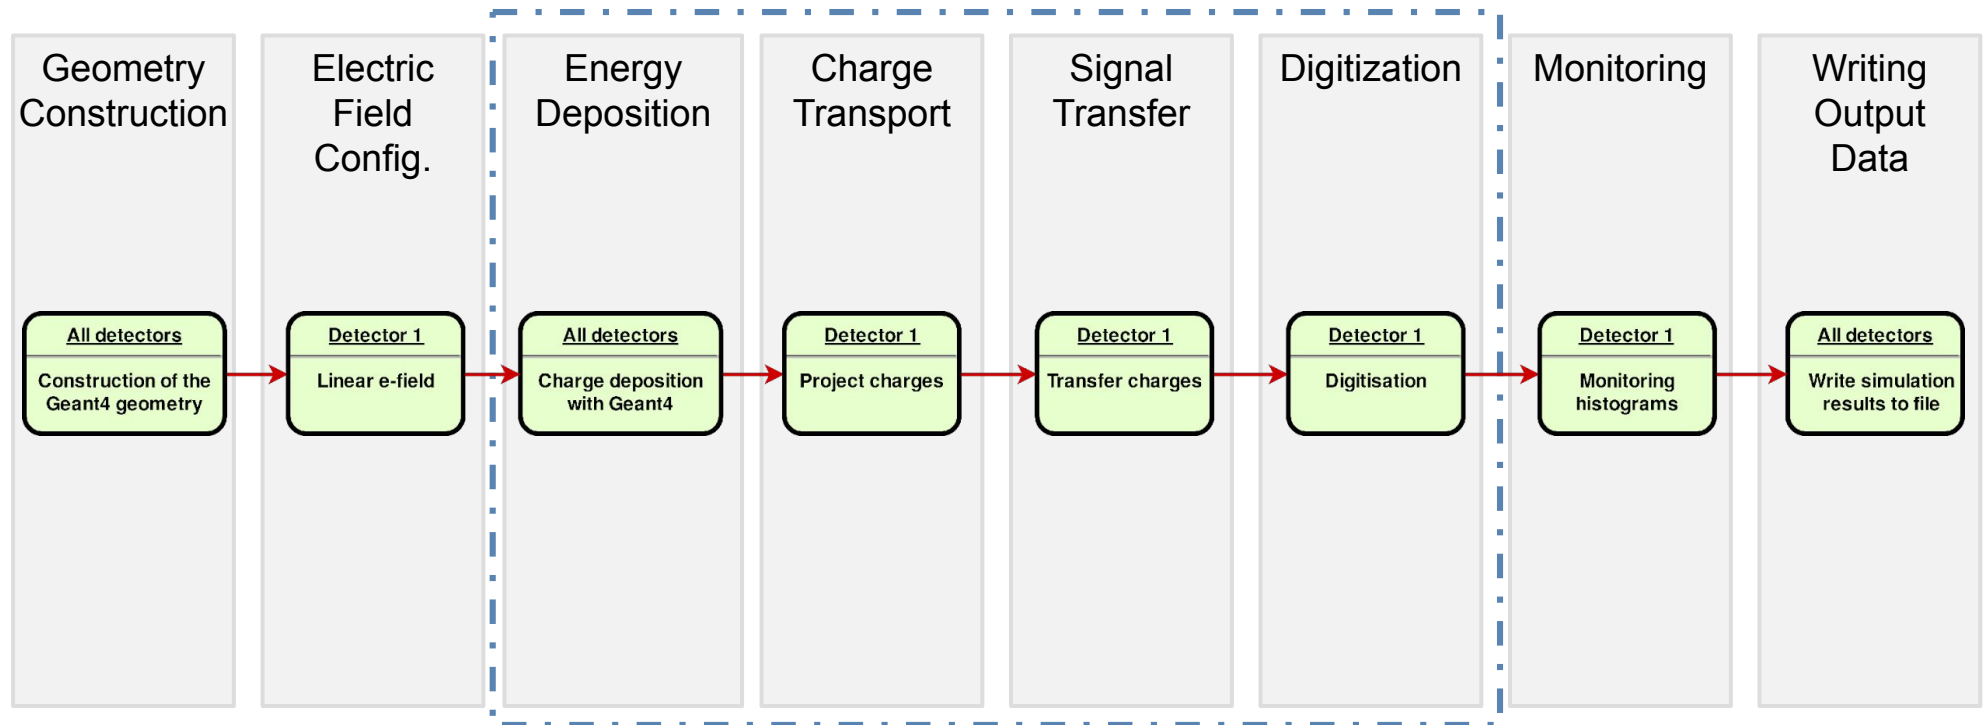 Geometry
Construction
Electric
Field
Config.
Energy
Deposition
Charge
Transport
Signal
Transfer
Digitization
Monitoring
Writing
Output
Data
All detectors
Construction of the
Geant4 geometry
Detector 1
Linear e-field
All detectors
Charge deposition
with Geant4
Detector 1
Project charges
Detector 1
Transfer charges
Detector 1
Digitisation
Detector 1
Monitoring
histograms
All detectors
Write simulation
results to file